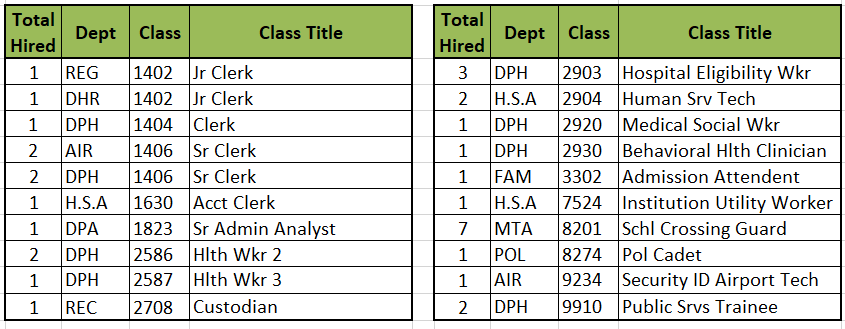 Total Hired Dept Class Class Title
1 REG 1402 Jr Clerk
1 DHR 1402 Jr Clerk
1 DPH 1404 Clerk
2 AIR 1406 Sr Clerk
2 DPH 1406 Sr Clerk
1 H.S.A 1630 Acct Clerk
1 DPA 1823 Sr Admin Analyst
2 DPH 2586 Hlth Wkr 2
1 DPH 2587 Hlth Wkr 3
1 REC 2708 Custodian
Total Hired Dept Class Class Title
3 DPH 2903 Hospital Eligibility Wkr
2 H.S.A 2904 Human Srv Tech
1 DPH 2920 Medical Social Wkr
1 DPH 2930 Behavioral Hlth Clinician
1 FAM 3302 Admission Attendent
1 H.S.A 7524 Institution Utility Worker
7 MTA 8201 Schl Crossing Guard
1 POL 8274 Pol Cadet
1 AIR 9234 Security ID Airport Tech
2 DPH 9910 Public Srvs Trainee